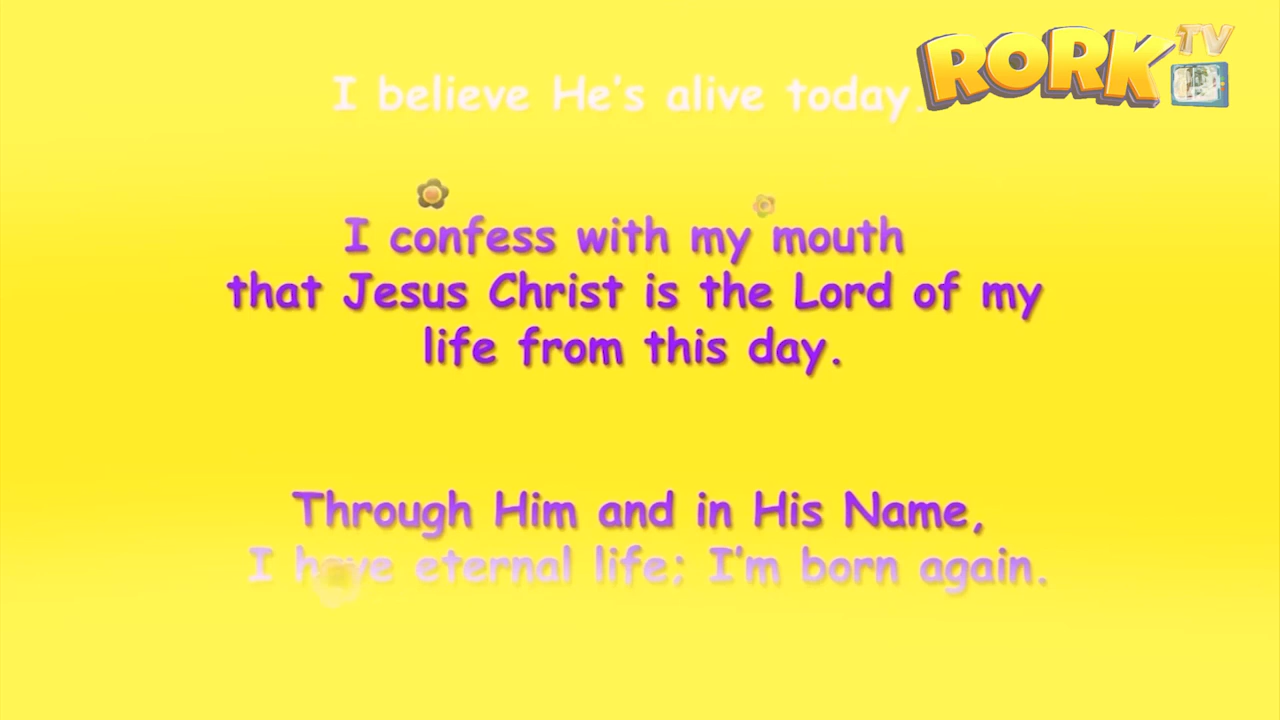 RORK TV
I believe He's alive today.
I confess with my mouth
that Jesus Christ is the Lord of my
life from this day.
Through Him and in His Name,
I have eternal life; I'm born again.